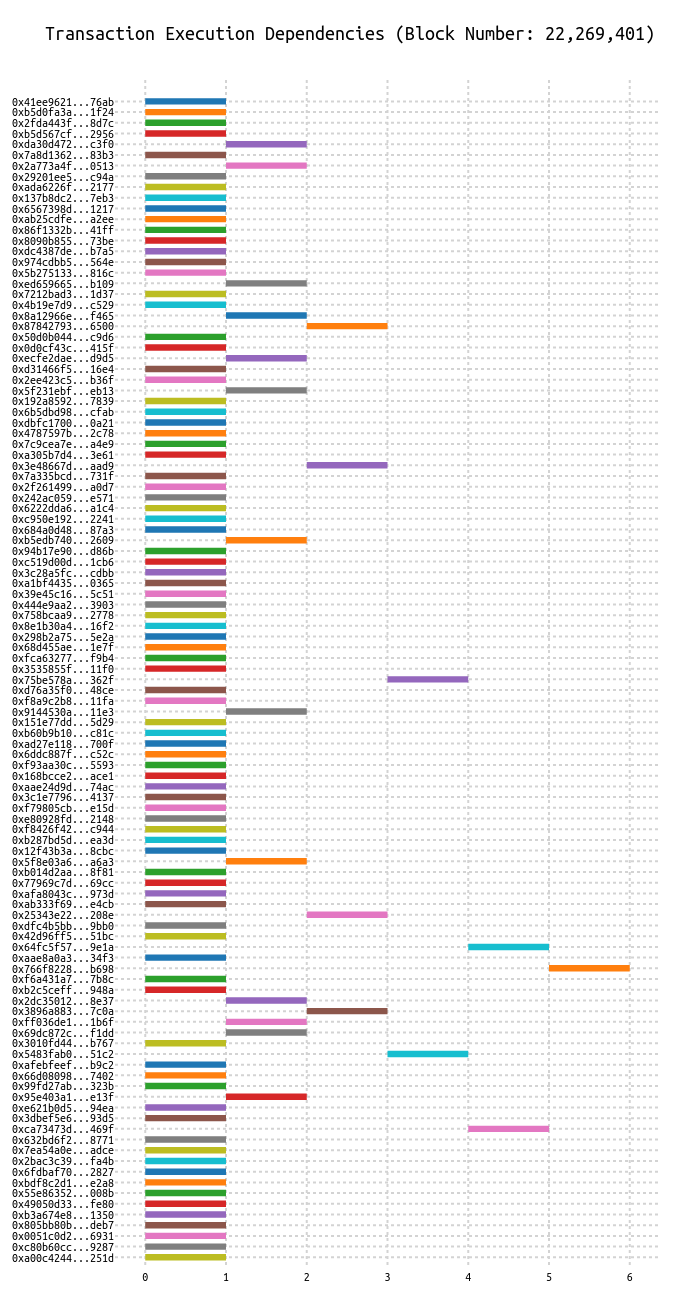 Transaction Execution Dependencies (Block Number: 22,269,401)
0x41ee9621...76ab
0xb5d0fa3a...1f24
0x2fda443f...8d7c
0xb5d567cf...2956
0xda30d472...c3f0
0x7a8d1362...83b3
0x2a773a4f...0513
0x29201ee5...c94a
0xada6226f...2177
0x137b8dc2...7eb3
0x6567398d...1217
0xab25cdfe...a2ee
0x86f1332b...41ff
0x8090b855...73be
0xdc4387de...b7a5
0x974cdbb5...564e
0x5b275133...816c
0xed659665...b109
0x7212bad3...1d37
0x4b19e7d9...c529
0x8a12966e...f465
0x87842793...6500
0x50d0b044...c9d6
0x0d0cf43c...415f
0xecfe2dae...d9d5
0xd31466f5...16e4
0x2ee423c5...b36f
0x5f231ebf...eb13
0x192a8592...7839
0x6b5dbd98...cfab
0xdbfc1700...0a21
0x4787597b...2c78
0x7c9cea7e...a4e9
0xa305b7d4...3e61
0x3e48667d...aad9
0x7a335bcd...731f
0x2f261499...a0d7
0x242ac059...e571
0x6222dda6...a1c4
0xc950e192...2241
0x684a0d48...87a3
0xb5edb740...2609
0x94b17e90...d86b
0xc519d00d...1cb6
0x3c28a5fc...cdbb
0xa1bf4435...0365
0x39e45c16...5c51
0x444e9aa2...3903
0x758bcaa9...2778
0x8e1b30a4...16f2
0x298b2a75...5e2a
0x68d455ae...1e7f
0xfca63277...f9b4
0x3535855f...11f0
0x75be578a...362f
0xd76a35f0...48ce
0xf8a9c2b8...11fa
0x9144530a...11e3
0x151e77dd...5d29
0xb60b9b10...c81c
0xad27e118...700f
0x6ddc887f...c52c
0xf93aa30c...5593
0x168bcce2...ace1
0xaae24d9d...74ac
0x3c1e7796...4137
0xf79805cb...e15d
0xe80928fd...2148
0xf8426f42...c944
0xb287bd5d...ea3d
0x12f43b3a...8cbc
0x5f8e03a6...a6a3
0xb014d2aa...8f81
0x77969c7d...69cc
0xafa8043c...973d
0xab333f69...e4cb
0x25343e22...208e
0xdfc4b5bb...9bb0
0x42d96ff5...51bc
0x64fc5f57...9e1a
0xaae8a0a3...34f3
0x766f8228...b698
0xf6a431a7...7b8c
0xb2c5ceff...948a
0x2dc35012...8e37
0x3896a883...7c0a
0xff036de1...1b6f
0x69dc872c...f1dd
0x3010fd44...b767
0x5483fab0...51c2
0xafebfeef...b9c2
0x66d08098...7402
0x99fd27ab...323b
0x95e403a1...e13f
0xe621b0d5...94ea
0x3dbef5e6...93d5
0xca73473d...469f
0x632bd6f2...8771
0x7ea54a0e...adce
0x2bac3c39...fa4b
0x6fdbaf70...2827
0xbdf8c2d1...e2a8
0x55e86352...008b
0x49050d33...fe80
0xb3a674e8...1350
0x805bb80b...deb7
0x0051c0d2...6931
0xc80b60cc...9287
0xa00c4244...251d
0 1 2 3 4 5 6